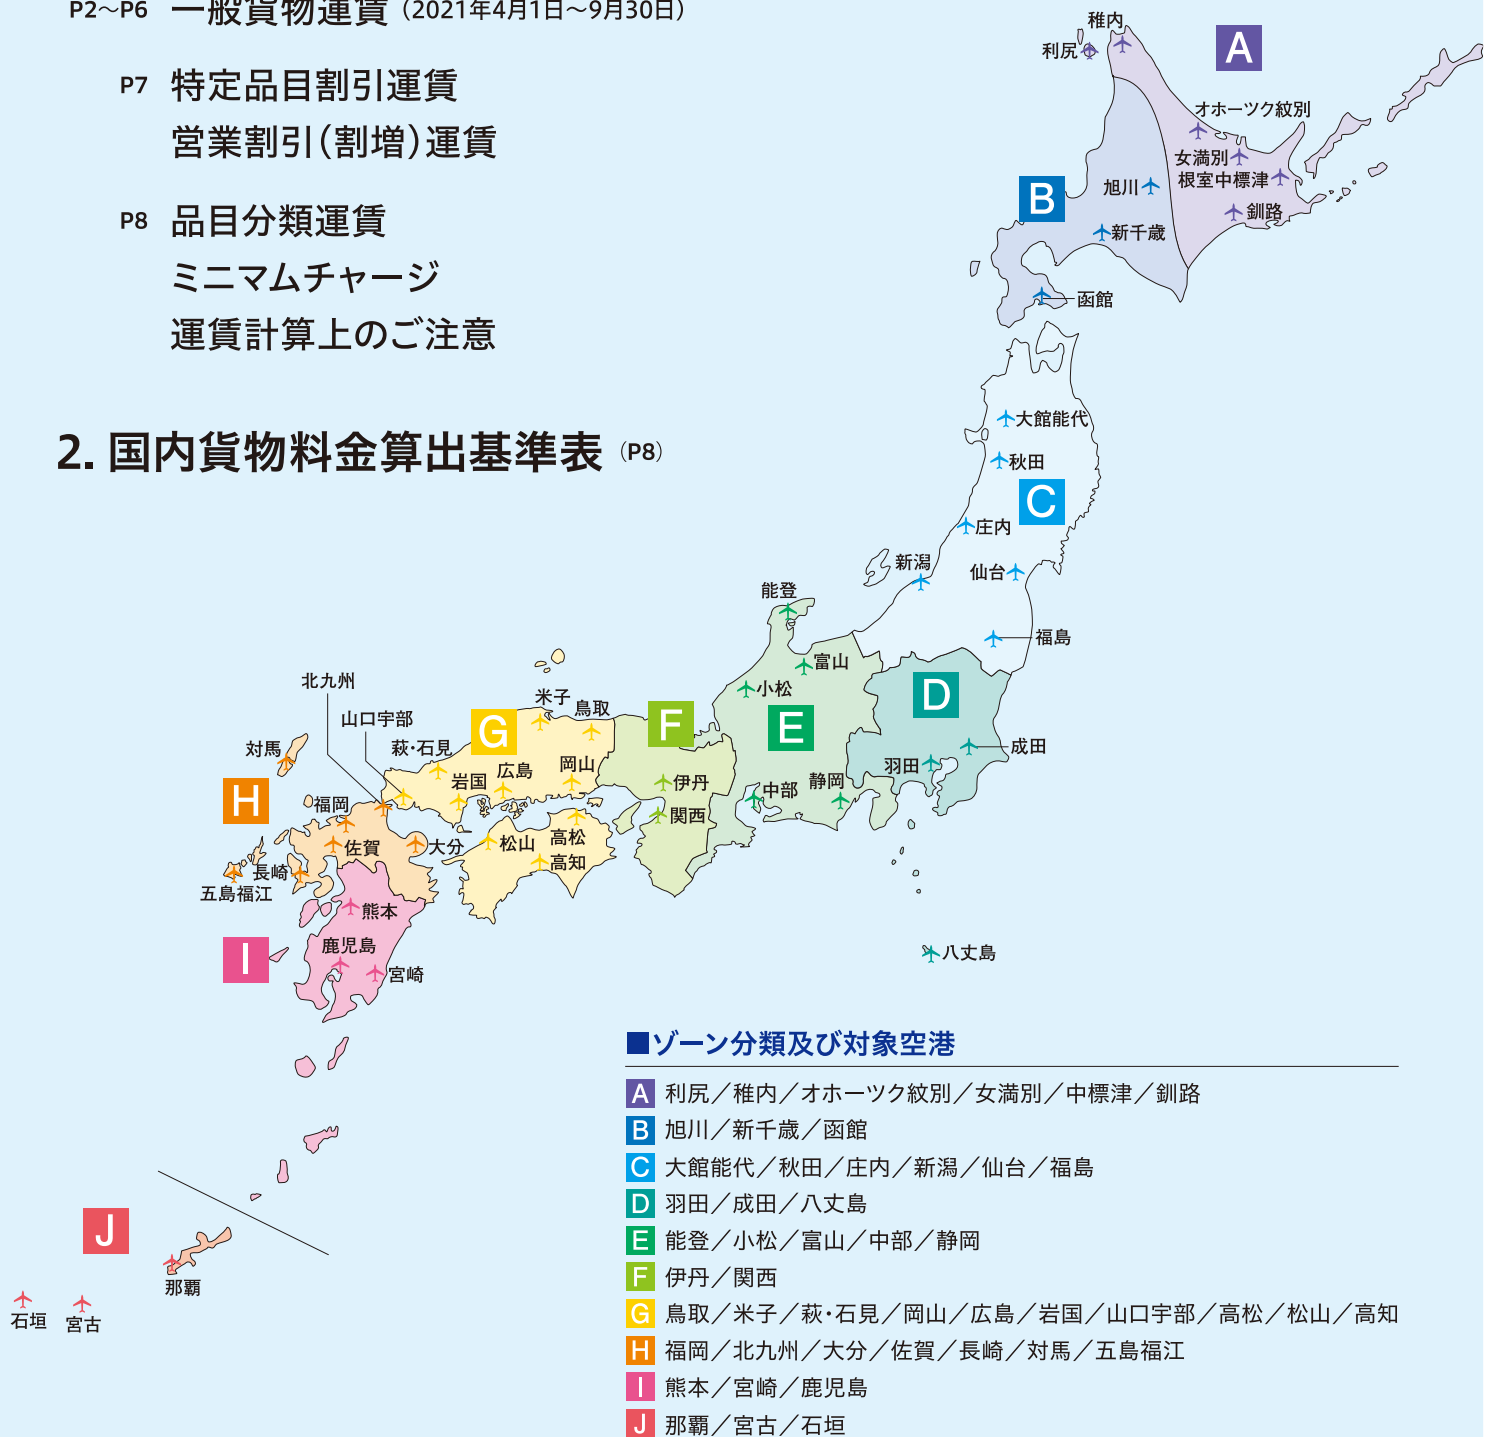 P2～P6 一般貨物運賃（2021年4月1日～9月30日）
P7 特定品目割引運賃
営業割引（割増）運賃
P8 品目分類運賃
ミニマムチャージ
運賃計算上のご注意
2. 国内貨物料金算出基準表（P8）
稚内
利尻
A
オホーツク紋別
女満別
根室中標津
釧路
B
旭川
新千歳
函館
大館能代
秋田
C
庄内
新潟
仙台
福島
能登
富山
小松
D
E
成田
羽田
中部
静岡
八丈島
F
伊丹
関西
米子
鳥取
G
萩・石見
岡山
広島
岩国
山口宇部
高松
松山
高知
北九州
対馬
H
福岡
佐賀
大分
長崎
五島福江
熊本
I
鹿児島
宮崎
J
那覇
石垣
宮古
■ゾーン分類及び対象空港
A 利尻／稚内／オホーツク紋別／女満別／中標津／釧路
B 旭川／新千歳／函館
C 大館能代／秋田／庄内／新潟／仙台／福島
D 羽田／成田／八丈島
E 能登／小松／富山／中部／静岡
F 伊丹／関西
G 鳥取／米子／萩・石見／岡山／広島／岩国／山口宇部／高松／松山／高知
H 福岡／北九州／大分／佐賀／長崎／対馬／五島福江
I 熊本／宮崎／鹿児島
J 那覇／宮古／石垣